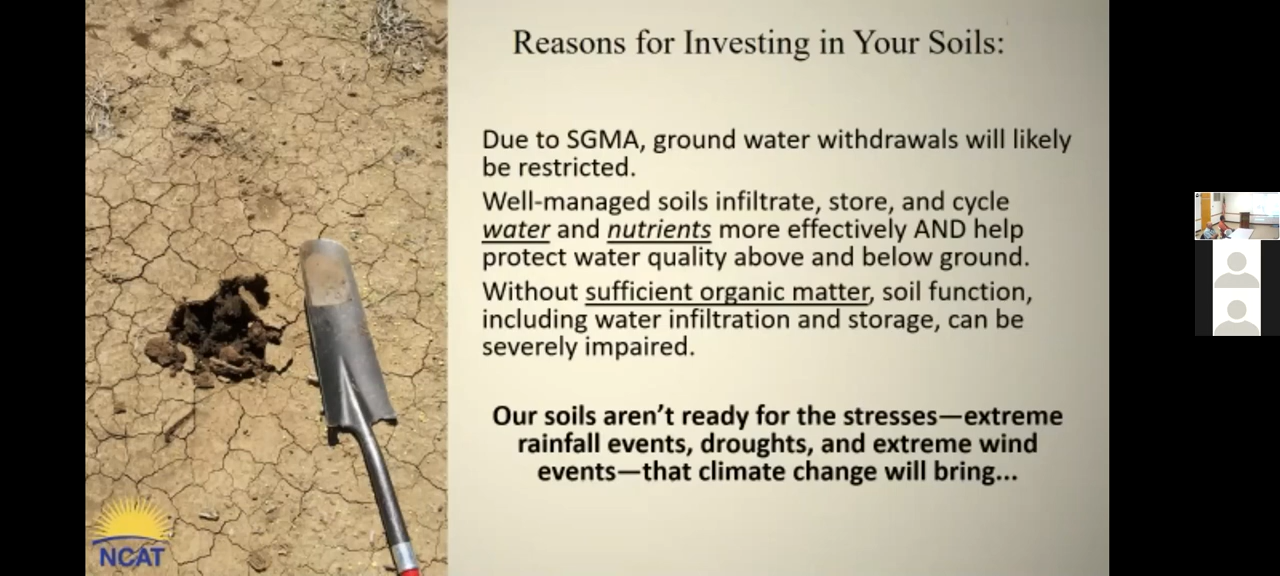 Reasons for Investing in Your Soils:
Due to SGMA, ground water withdrawals will likely
be restricted.
Well-managed soils infiltrate, store, and cycle
water and nutrients more effectively AND help
protect water quality above and below ground.
Without sufficient organic matter, soil function,
including water infiltration and storage, can be
severely impaired.
Our soils aren’t ready for the stresses—extreme
rainfall events, droughts, and extreme wind
events—that climate change will bring...
NCAT